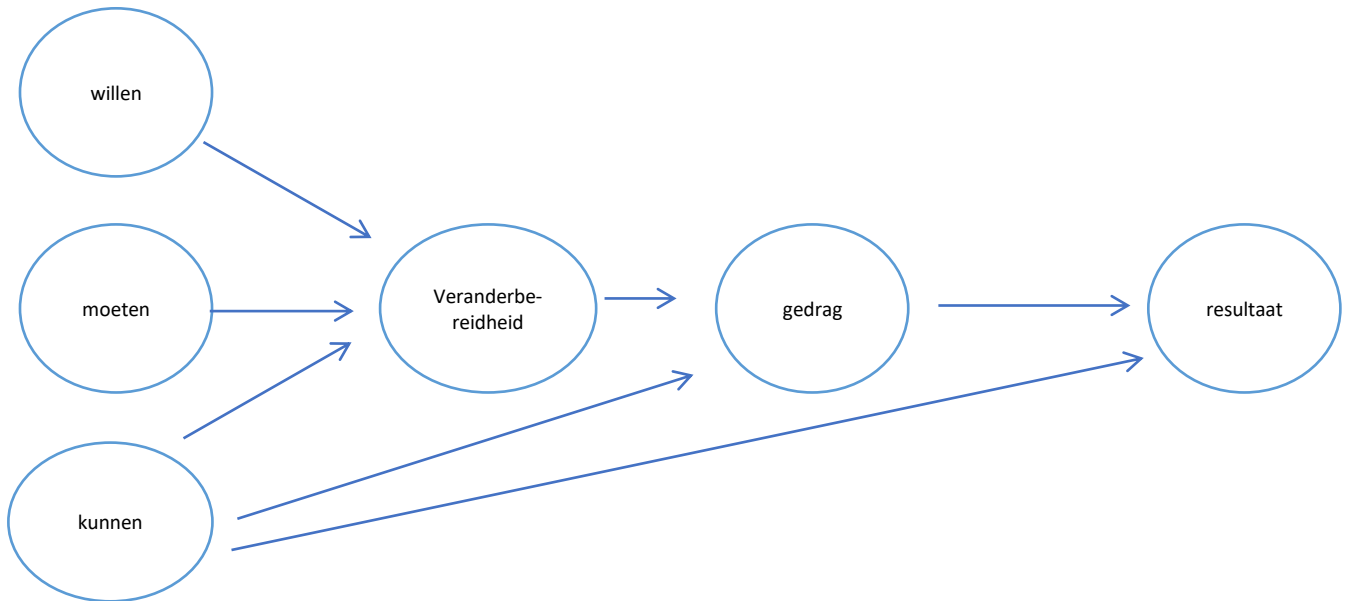 willen
moeten
Veranderbe-
reidheid
gedrag
resultaat
kunnen